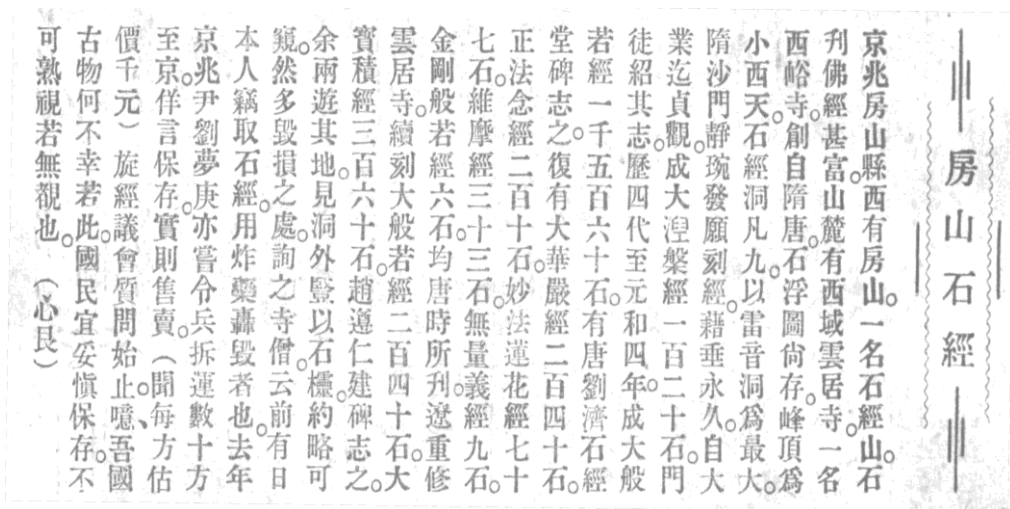 房山石經
京兆房山縣西有房山。一名石經山。石
刋佛經甚富。山麓有西域雲居寺。一名
西峪寺。創自隋唐。石浮圖尙存。峰頂爲
小西天。石經洞凡九。以雷音洞爲最大。
隋沙門靜琬發願刻經。藉垂永久。自大
業迄貞觀。成大湼槃經一百二十石。門
徒紹其志。歷四代至元和四年。成大般
若經一千五百六十石。有唐劉濟石經
堂碑志之。復有大華嚴經二百四十石。
正法念經二百十石。妙法蓮花經七十
七石。維摩經三十三石。無量義經九石。
金剛般若經六石。均唐時所刋。遼重修
雲居寺。續刻大般若經二百四十石。大
寶積經三百六十石。趙遵仁建碑志之。
余兩遊其地。見洞外豎以石櫺。約略可
窺。然多毀損之處。詢之寺僧。云前有日
本人竊取石經。用炸藥轟毀者也。去年
京兆尹劉夢庚。亦嘗令兵。拆運數十方
至京。佯言保存。實則售賣。（聞每方估
價千元）旋經議會質問始止。噫、吾國
古物何不幸若此。國民宜妥愼保存。不
可熟視若無覩也。（心艮）